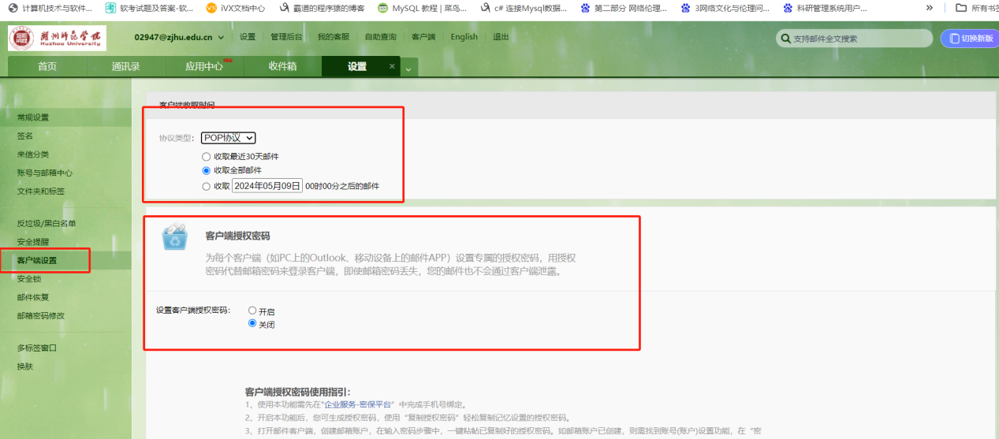 计算机技术与软件... 软考试题及答案-软... iVX文档中心 霸道的程序猿的博客 MySQL 教程 | 菜鸟... c# 连接Mysql数据... 第二部分 网络伦理... 3网络文化与伦理问... 科研管理系统用户... » 所有书签
湖州师范学院
Huzhou University
02947@zjhu.edu.cn 设置 管理后台 我的客服 自助查询 客户端 English 退出
支持邮件全文搜索
切换新版
首页 通讯录 应用中心 收件箱 设置 ×
客户端收取时间
常规设置
签名
来信分类
账号与邮箱中心
文件夹和标签
反垃圾/黑白名单
安全提醒
客户端设置
安全锁
邮件恢复
邮箱密码修改
多标签窗口
换肤
协议类型： POP协议
收取最近30天邮件
收取全部邮件
收取 2024年05月09日 00时00分之后的邮件
客户端授权密码
为每个客户端（如PC上的Outlook、移动设备上的邮件APP）设置专属的授权密码，用授权
密码代替邮箱密码来登录客户端，即使邮箱密码丢失，您的邮件也不会通过客户端泄露。
设置客户端授权密码： 开启
关闭
客户端授权密码使用指引：
1、使用本功能需先在"企业服务-密保平台" 中完成手机号绑定。
2、开启本功能后，您可生成授权密码，使用 "复制授权密码" 轻松复制记忆设置的授权密码。
3、打开邮件客户端，创建邮箱账户，在输入密码步骤中，一键粘帖已复制好的授权密码。如邮箱账户已创建，则需找到账号(账户)设置功能，在 "密